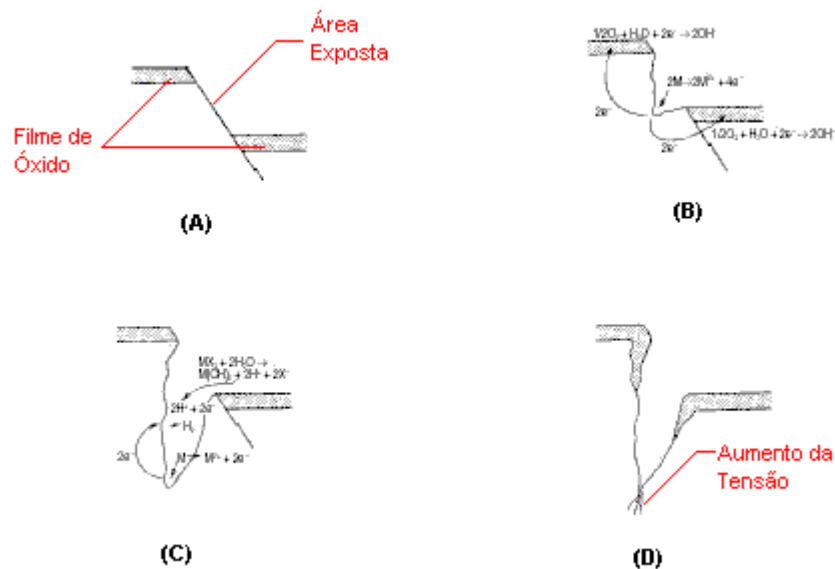 Área
Exposta
Filme de
Óxido
(A)
1/2O₂ + H₂O + 2e⁻ → 2OH⁻
2M→2M²⁺ + 4e⁻
2e⁻
2e⁻
1/2O₂ + H₂O + 2e⁻ → 2OH⁻
(B)
MX₂ + 2H₂O →
M(OH)₂ + 2H⁺ + 2X⁻
2H⁺ + 2e⁻
H₂
2e⁻
M → M²⁺ + 2e⁻
(C)
Aumento da
Tensão
(D)